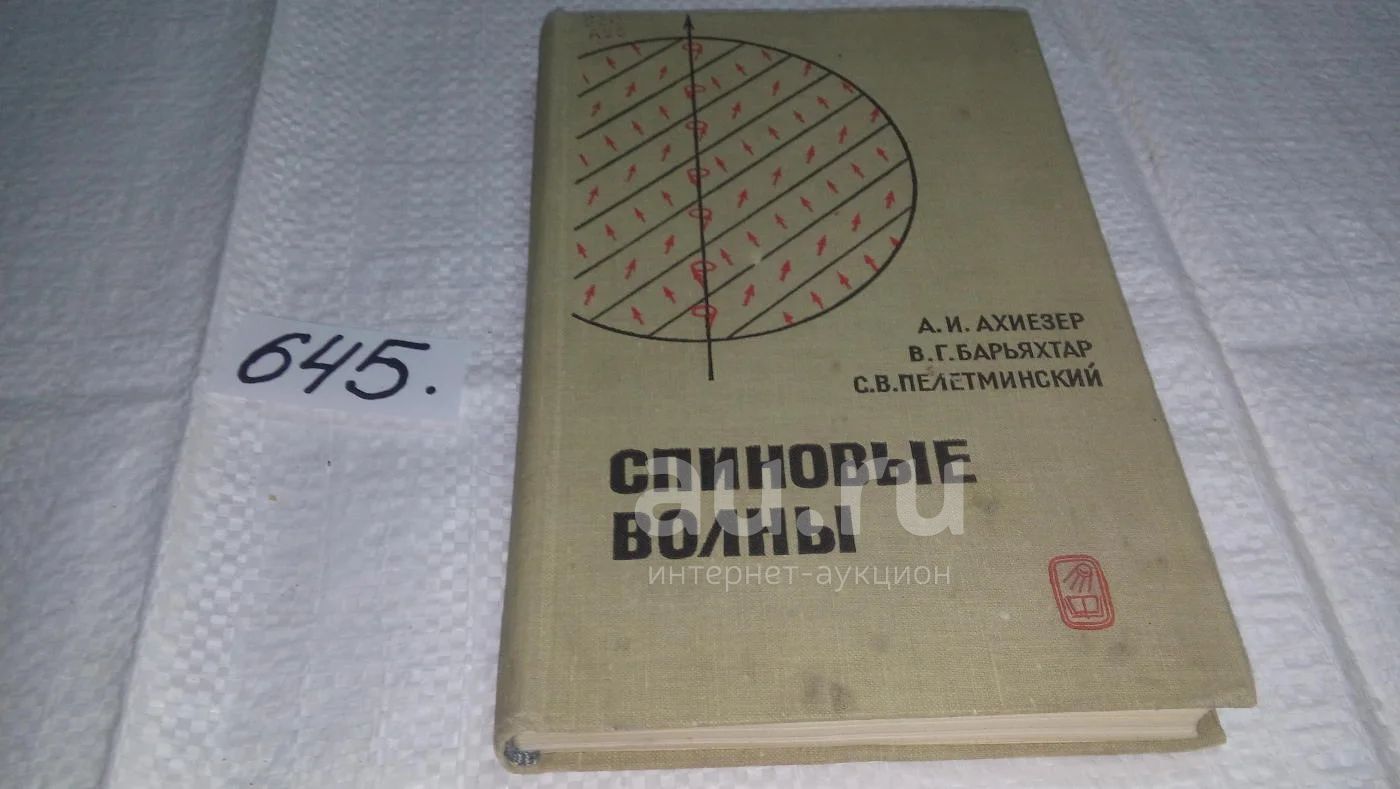 645.
А. И. АХИЕЗЕР
В. Г. БАРЬЯХТАР
С. В. ПЕЛЕТМИНСКИЙ
СПИНОВЫЕ
ВОЛНЫ
au.ru
интернет-аукцион